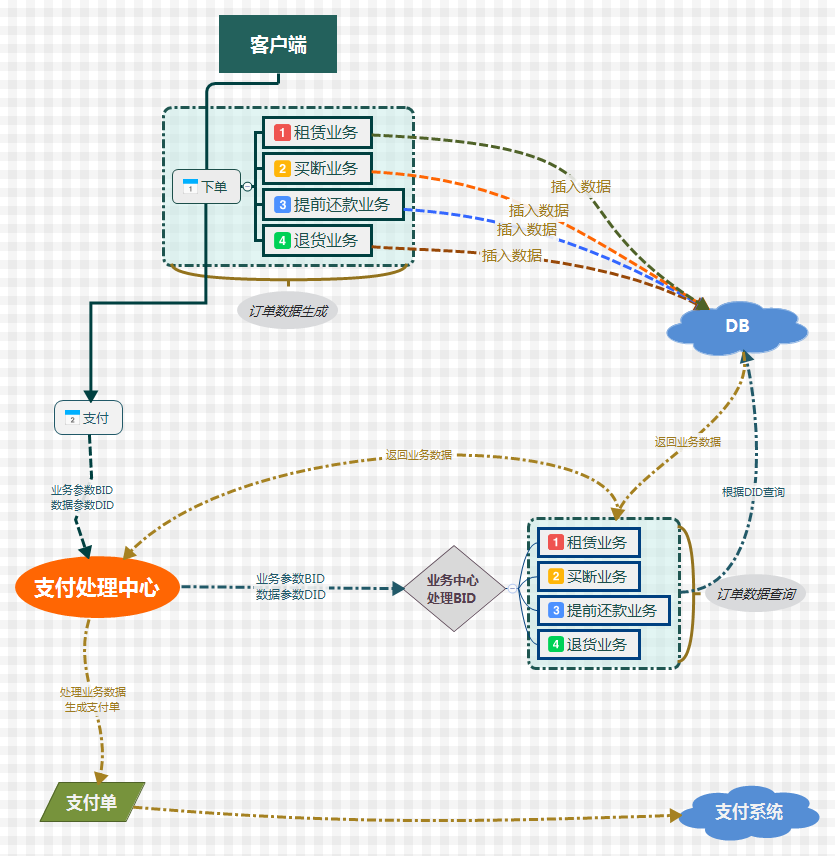 客户端
1 租赁业务
2 买断业务
1 下单
3 提前还款业务
4 退货业务
插入数据
插入数据
插入数据
插入数据
订单数据生成
DB
2 支付
返回业务数据
返回业务数据
业务参数BID
数据参数DID
根据DID查询
支付处理中心
业务参数BID
数据参数DID
业务中心
处理BID
1 租赁业务
2 买断业务
3 提前还款业务
4 退货业务
订单数据查询
处理业务数据
生成支付单
支付单
支付系统